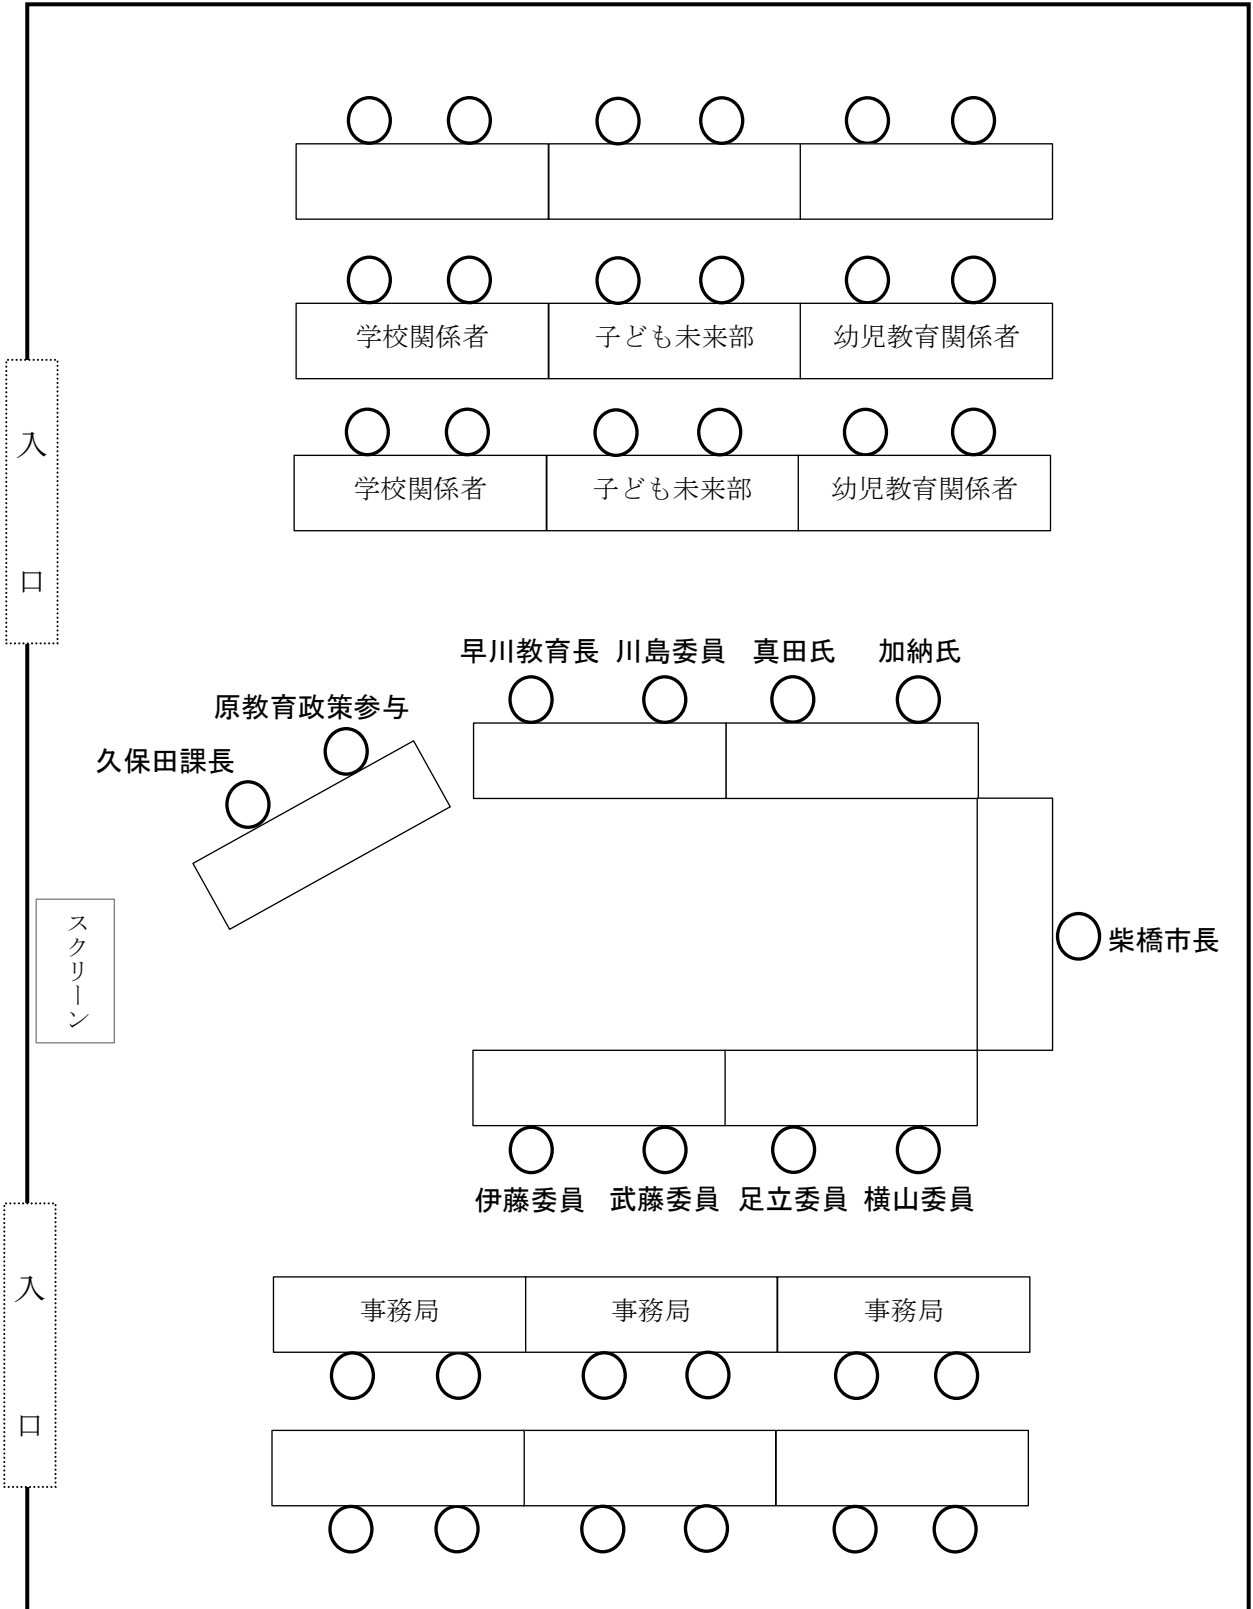 学校関係者 子ども未来部 幼児教育関係者
学校関係者 子ども未来部 幼児教育関係者
入口
早川教育長 川島委員 真田氏 加納氏
原教育政策参与
久保田課長
スクリーン
柴橋市長
伊藤委員 武藤委員 足立委員 横山委員
入口
事務局 事務局 事務局